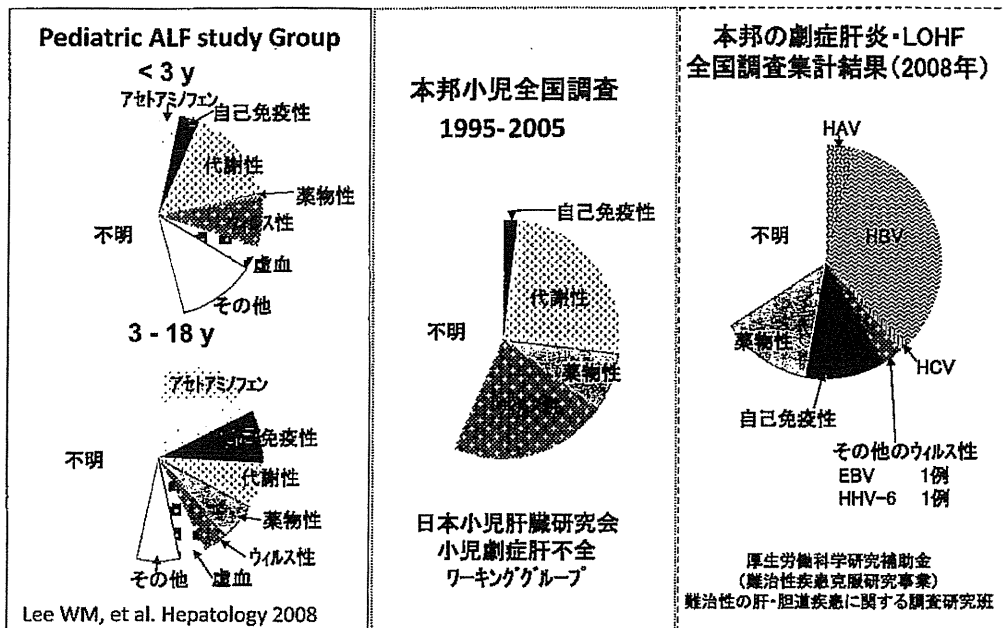 Pediatric ALF study Group
< 3 y
アセトアミノフェン
自己免疫性
代謝性
薬物性
不明
虚血
その他
3 - 18 y
アセトアミノフェン
自己免疫性
不明
代謝性
薬物性
ウィルス性
その他
虚血
Lee WM, et al. Hepatology 2008
本邦小児全国調査
1995-2005
自己免疫性
代謝性
不明
薬物性
日本小児肝臓研究会
小児劇症肝不全
ワーキンググループ
本邦の劇症肝炎・LOHF
全国調査集計結果(2008年)
HAV
不明
HBV
薬物性
HCV
自己免疫性
その他のウィルス性
EBV 1例
HHV-6 1例
厚生労働科学研究補助金
(難治性疾患克服研究事業)
難治性の肝・胆道疾患に関する調査研究班